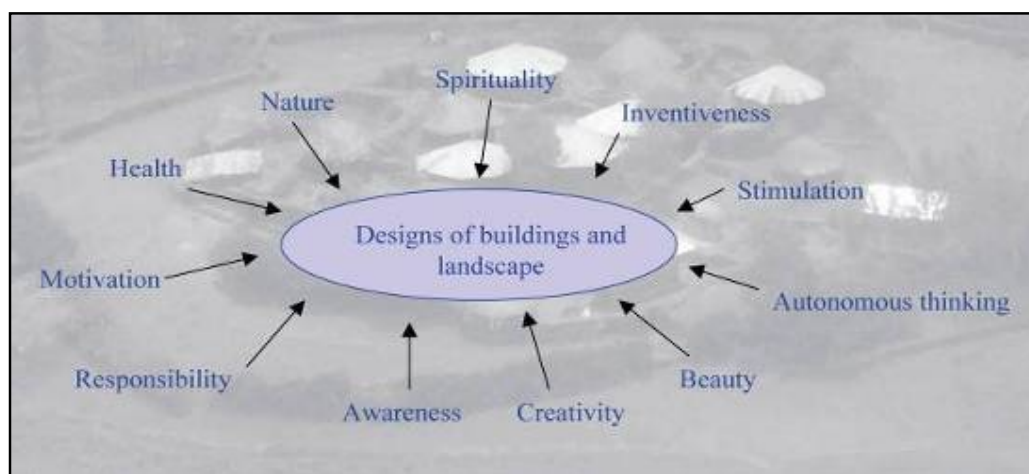 Spirituality
Nature
Inventiveness
Health
Stimulation
Designs of buildings and
landscape
Motivation
Autonomous thinking
Responsibility
Beauty
Awareness
Creativity